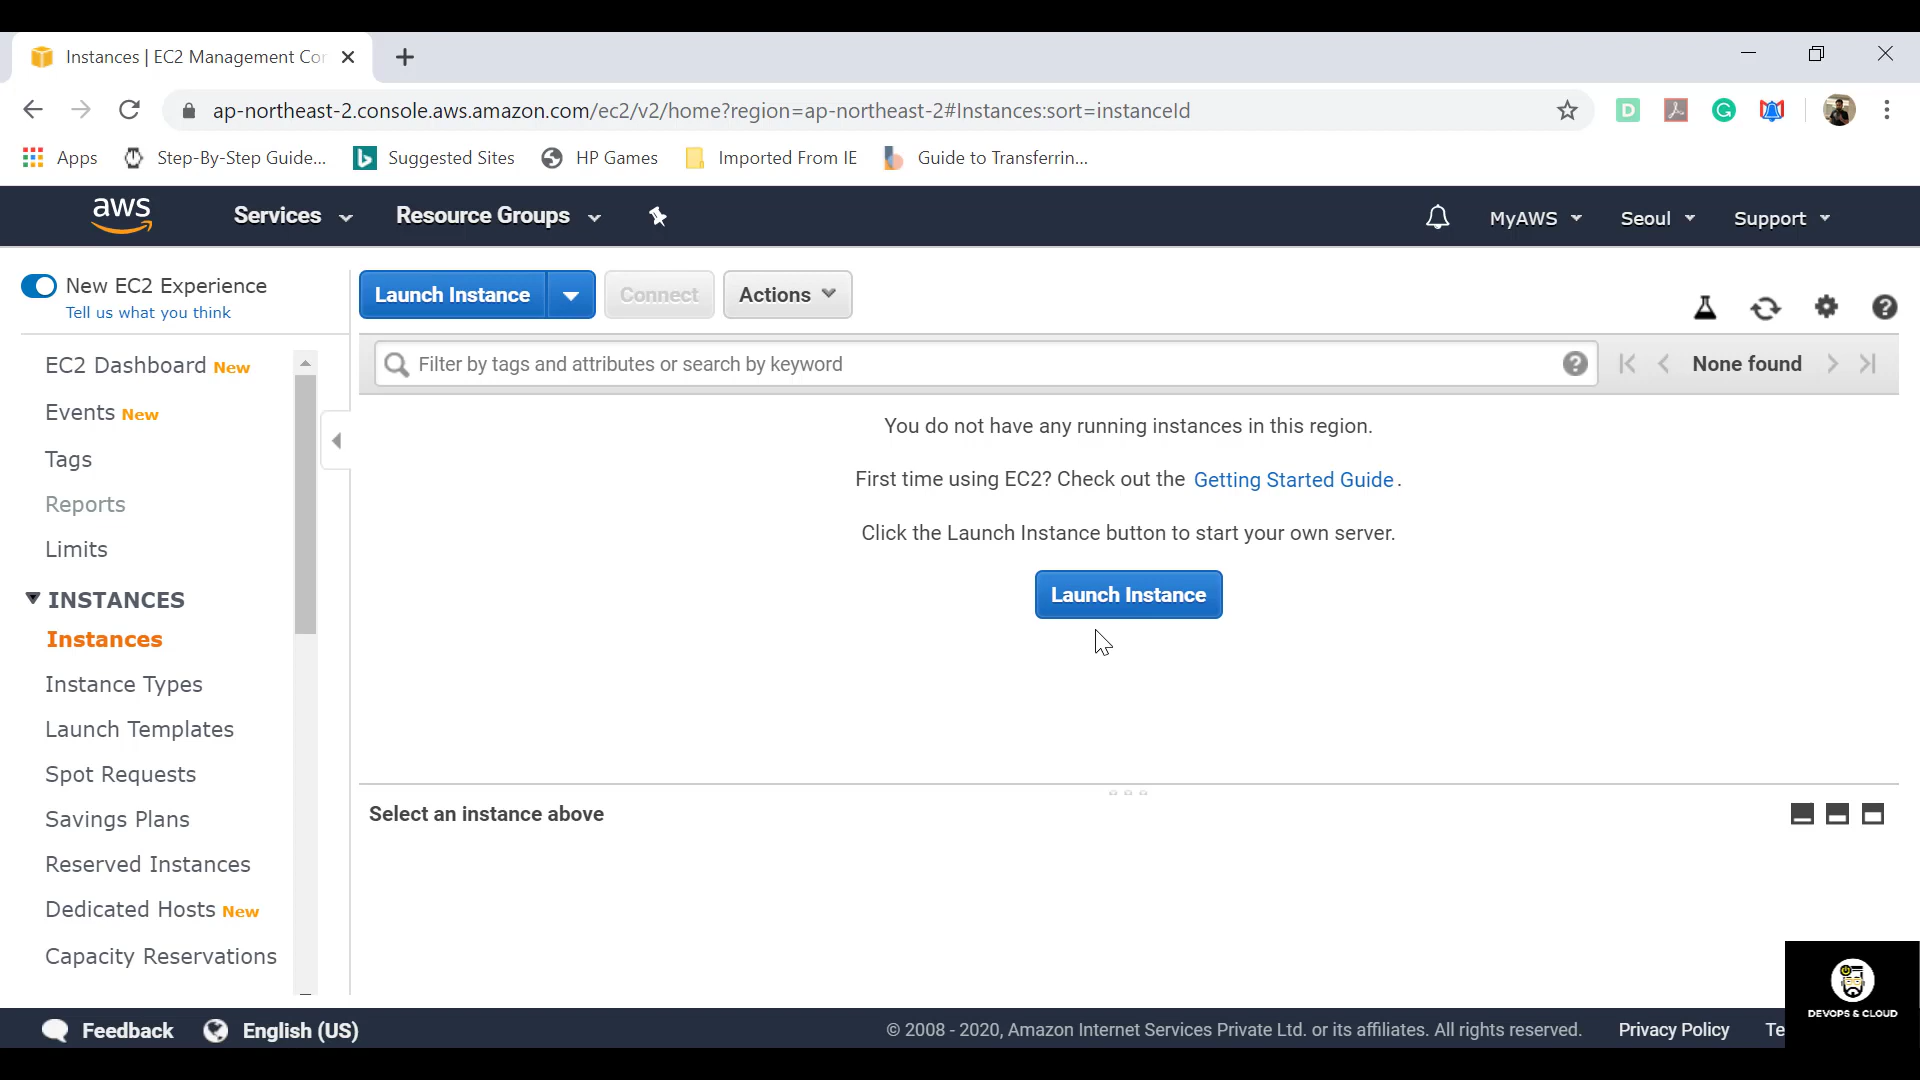 Instances | EC2 Management Con
ap-northeast-2.console.aws.amazon.com/ec2/v2/home?region=ap-northeast-2#Instances:sort=instanceId
Apps Step-By-Step Guide... Suggested Sites HP Games Imported From IE Guide to Transferrin...
aws Services Resource Groups MyAWS Seoul Support
New EC2 Experience
Tell us what you think
Launch Instance Connect Actions
Filter by tags and attributes or search by keyword
None found
EC2 Dashboard New
Events New
Tags
Reports
Limits
INSTANCES
Instances
Instance Types
Launch Templates
Spot Requests
Savings Plans
Reserved Instances
Dedicated Hosts New
Capacity Reservations
You do not have any running instances in this region.
First time using EC2? Check out the Getting Started Guide.
Click the Launch Instance button to start your own server.
Launch Instance
Select an instance above
DEVOPS & CLOUD
Feedback English (US) © 2008 - 2020, Amazon Internet Services Private Ltd. or its affiliates. All rights reserved. Privacy Policy Te